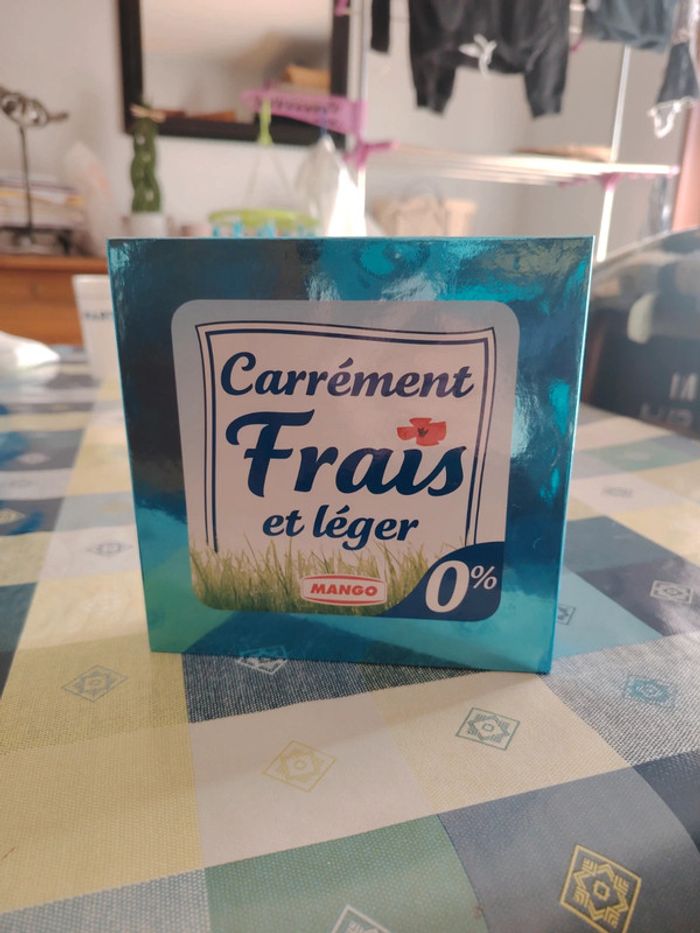 Carrément
Frais
et léger
MANGO
0%